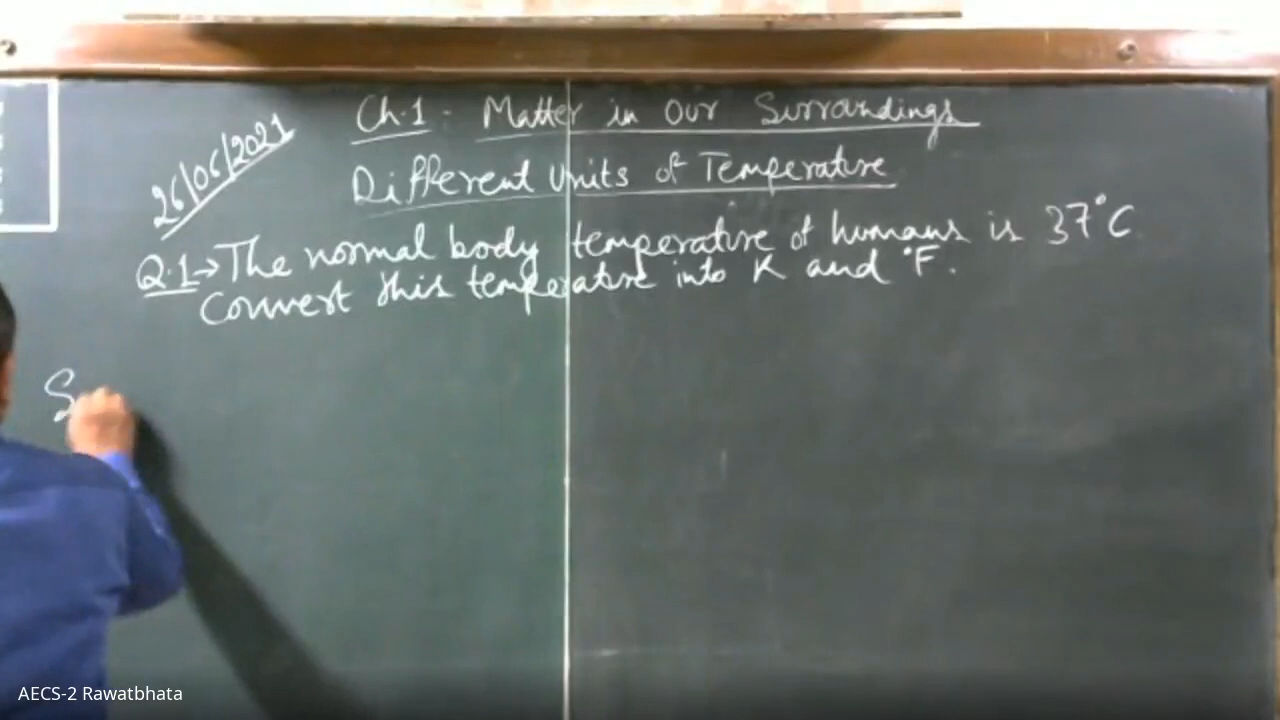 Ch.1 - Matter in Our Surrondings
26/06/2021
Different Units of Temperature
Q.1→ The normal body temperature of humans is 37°C
Convert this temperature into K and °F.
S
AECS-2 Rawatbhata